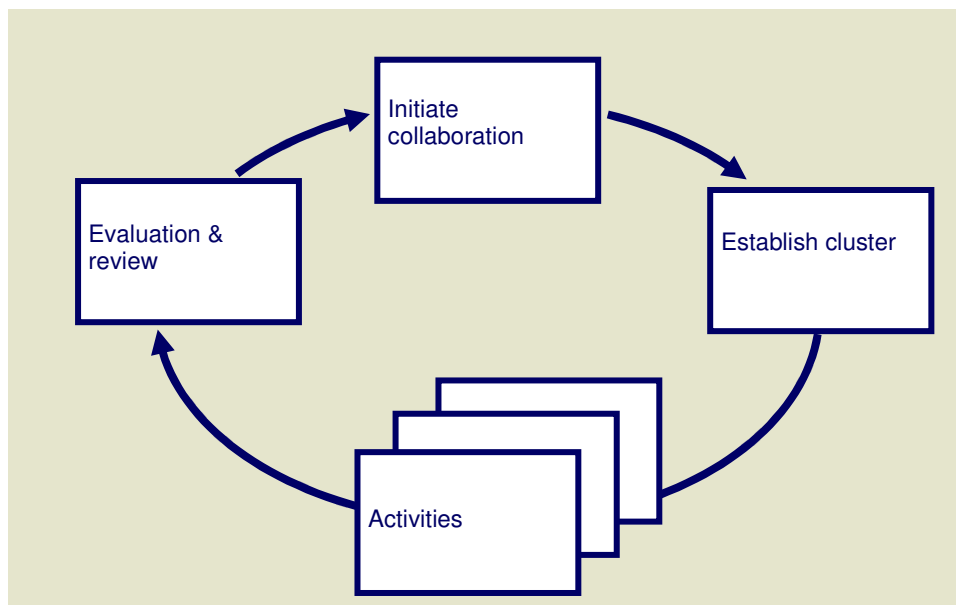 Initiate
collaboration
Establish cluster
Activities
Evaluation &
review